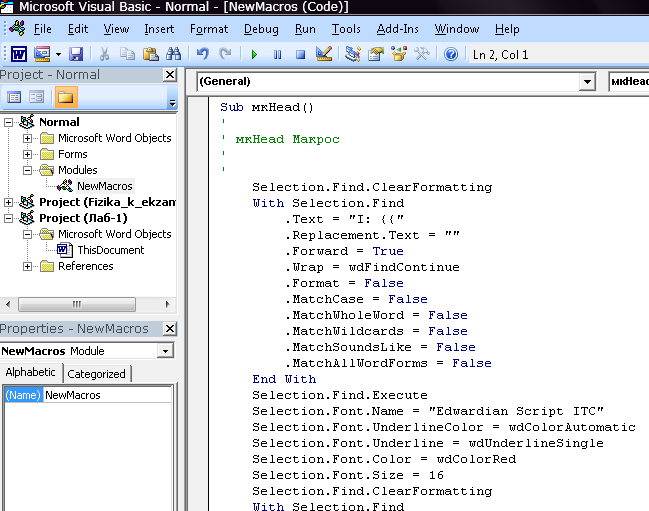 Microsoft Visual Basic - Normal - [NewMacros (Code)]
File Edit View Insert Format Debug Run Tools Add-Ins Window Help
Ln 2, Col 1
Project - Normal
Normal
Microsoft Word Objects
Forms
Modules
NewMacros
Project (Fizika_k_ekzan
Project (Лаб-1)
Microsoft Word Objects
ThisDocument
References
Properties - NewMacros
NewMacros Module
Alphabetic Categorized
(Name) NewMacros
(General) мкHead
Sub мкHead()
'
' мкHead Макрос
'
'
Selection.Find.ClearFormatting
With Selection.Find
.Text = "I: {{"
.Replacement.Text = ""
.Forward = True
.Wrap = wdFindContinue
.Format = False
.MatchCase = False
.MatchWholeWord = False
.MatchWildcards = False
.MatchSoundsLike = False
.MatchAllWordForms = False
End With
Selection.Find.Execute
Selection.Font.Name = "Edwardian Script ITC"
Selection.Font.UnderlineColor = wdColorAutomatic
Selection.Font.Underline = wdUnderlineSingle
Selection.Font.Color = wdColorRed
Selection.Font.Size = 16
Selection.Find.ClearFormatting
With Selection.Find